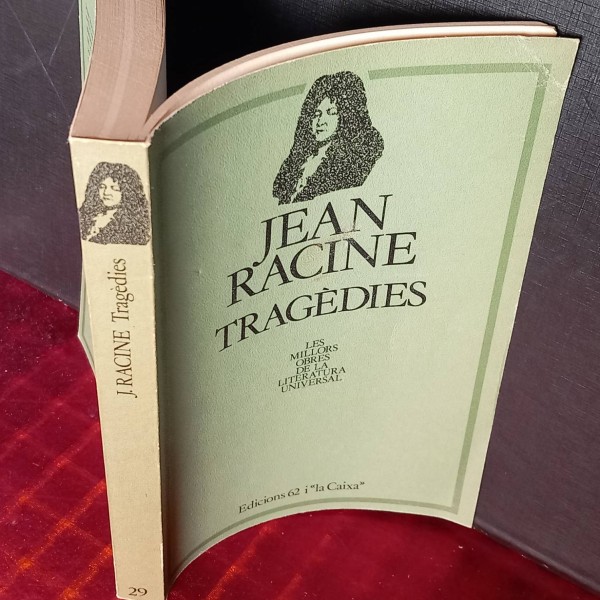 JEAN
RACINE
TRAGÈDIES
LES
MILLORS
OBRES
DE LA
LITERATURA
UNIVERSAL
Edicions 62 i "la Caixa"
J. RACINE Tragèdies
29